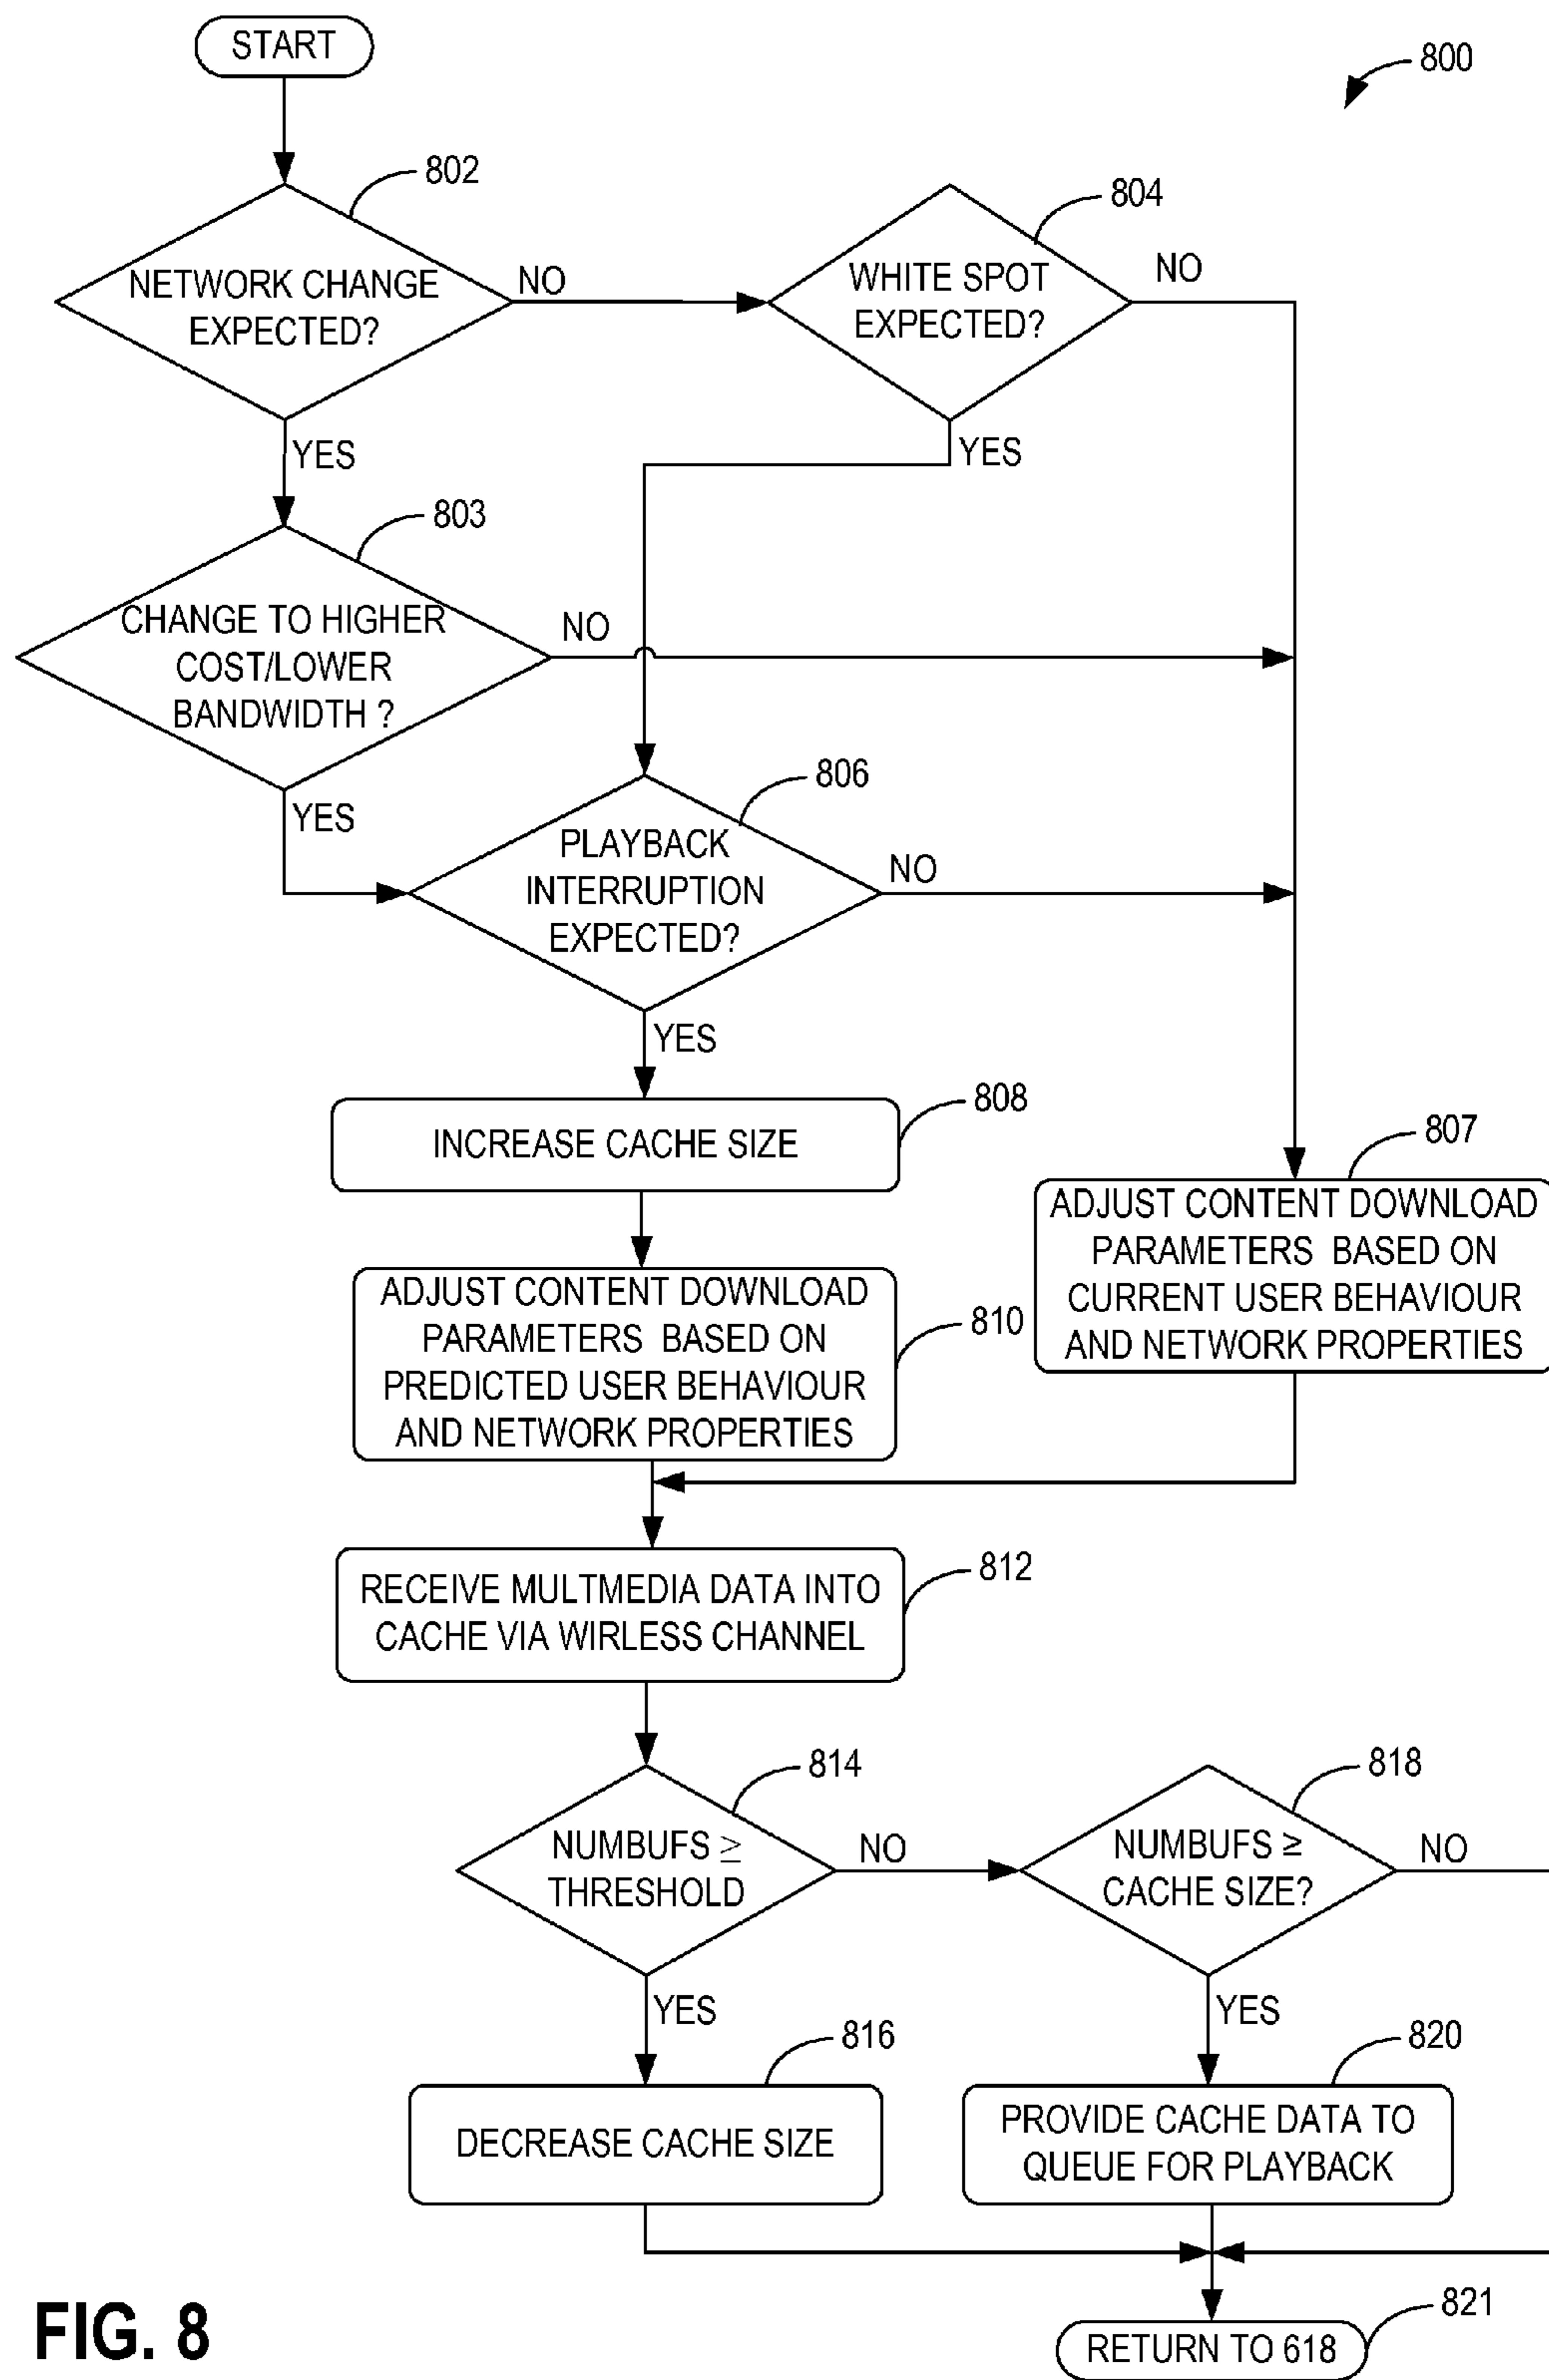 START
800
802
NETWORK CHANGE
EXPECTED?
NO
804
WHITE SPOT
EXPECTED?
NO
YES
YES
803
CHANGE TO HIGHER
COST/LOWER
BANDWIDTH ?
NO
YES
806
PLAYBACK
INTERRUPTION
EXPECTED?
NO
YES
808
INCREASE CACHE SIZE
807
ADJUST CONTENT DOWNLOAD
PARAMETERS BASED ON
CURRENT USER BEHAVIOUR
AND NETWORK PROPERTIES
ADJUST CONTENT DOWNLOAD
PARAMETERS BASED ON
PREDICTED USER BEHAVIOUR
AND NETWORK PROPERTIES
810
812
RECEIVE MULTMEDIA DATA INTO
CACHE VIA WIRLESS CHANNEL
814
NUMBUFS ≥
THRESHOLD
NO
818
NUMBUFS ≥
CACHE SIZE?
NO
YES
YES
816
DECREASE CACHE SIZE
820
PROVIDE CACHE DATA TO
QUEUE FOR PLAYBACK
821
RETURN TO 618
FIG. 8